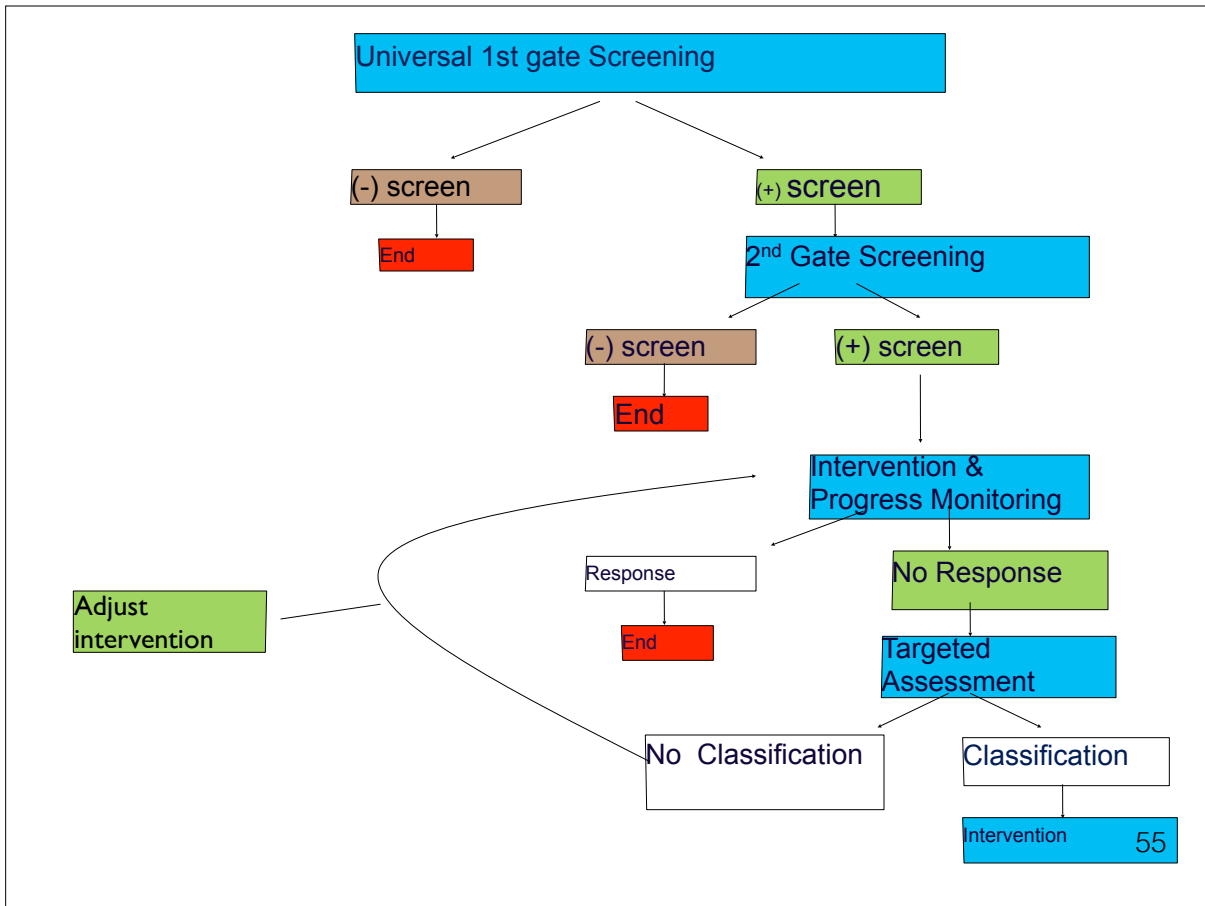 Universal 1st gate Screening
(-) screen
(+) screen
End
2nd Gate Screening
(-) screen
(+) screen
End
Intervention &
Progress Monitoring
Response
No Response
Adjust
intervention
End
Targeted
Assessment
No Classification
Classification
Intervention
55